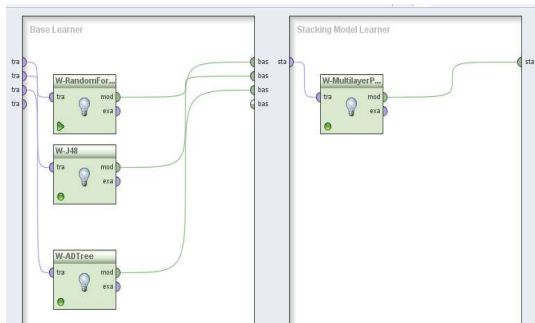 Base Learner
tra
tra
tra
tra
W-RandomFor...
tra
mod
exa
W-J48
tra
mod
exa
W-ADTree
tra
mod
exa
bas
bas
bas
bas
Stacking Model Learner
sta
W-MultilayerP...
tra
mod
exa
sta